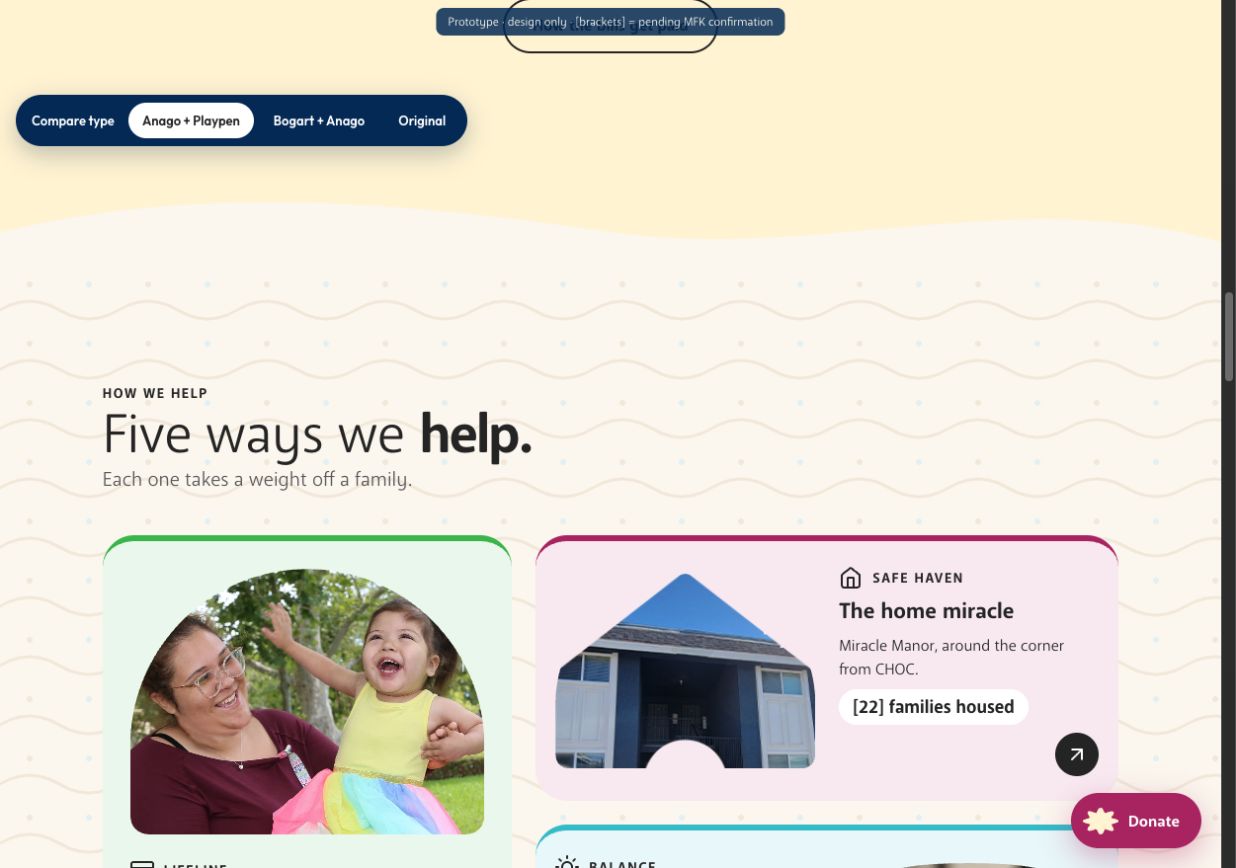 Prototype · design only · [brackets] = pending MFK confirmation
Compare type
Anago + Playpen
Bogart + Anago
Original
HOW WE HELP
Five ways we help.
Each one takes a weight off a family.
SAFE HAVEN
The home miracle
Miracle Manor, around the corner
from CHOC.
[22] families housed
Donate
LIFELINE
BALANCE